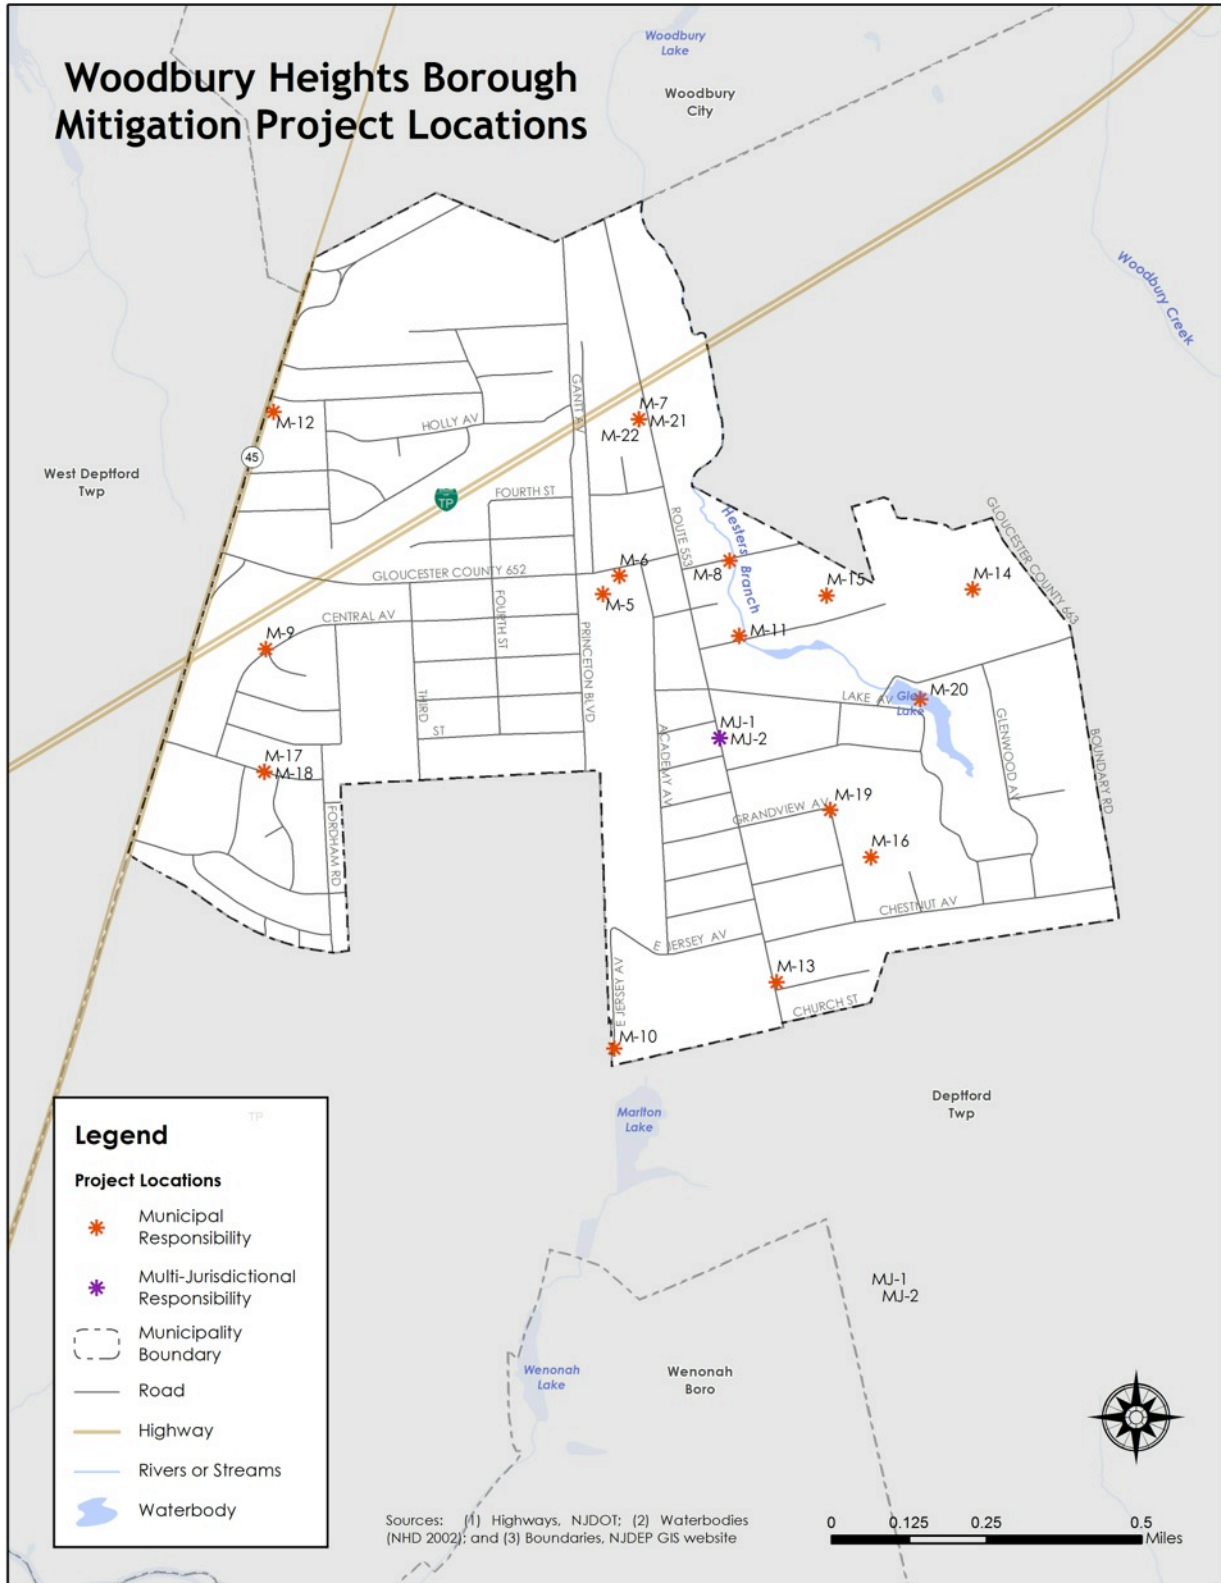 Woodbury Heights Borough
Mitigation Project Locations
Woodbury
Lake
Woodbury
City
Woodbury Creek
West Deptford
Twp
45
TP
M-12
HOLLY AV
GANTT AV
M-7
M-21
M-22
FOURTH ST
ROUTE 553
Hesters Branch
GLOUCESTER COUNTY 663
GLOUCESTER COUNTY 652
M-6
M-5
M-8
M-15
M-14
CENTRAL AV
FOURTH ST
PRINCETON BLVD
M-9
M-11
THIRD
ST
LAKE AV
Lake
M-20
GLENWOOD AV
BOUNDARY RD
MJ-1
MJ-2
ACADEMY AV
M-17
M-18
FORDHAM RD
GRANDVIEW AV
M-19
M-16
CHESTNUT AV
E JERSEY AV
E JERSEY AV
M-13
CHURCH ST
M-10
Marlton
Lake
Deptford
Twp
MJ-1
MJ-2
Wenonah
Lake
Wenonah
Boro
TP
Legend
Project Locations
Municipal
Responsibility
Multi-Jurisdictional
Responsibility
Municipality
Boundary
Road
Highway
Rivers or Streams
Waterbody
Sources: (1) Highways, NJDOT; (2) Waterbodies
(NHD 2002); and (3) Boundaries, NJDEP GIS website
0 0.125 0.25 0.5
Miles